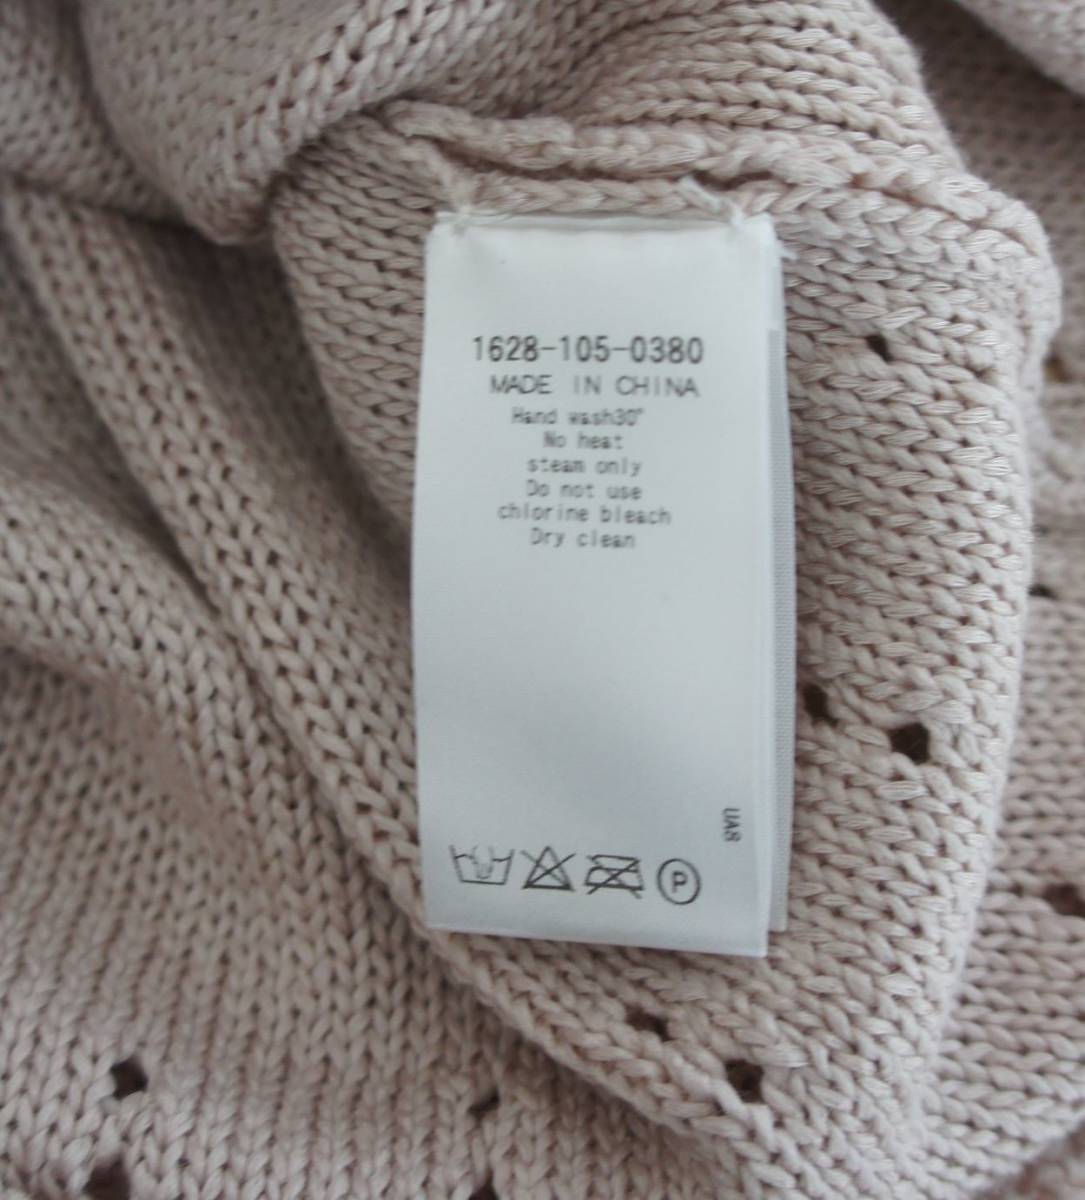 1628-105-0380
MADE IN CHINA
Hand wash30°
No heat
steam only
Do not use
chlorine bleach
Dry clean
UAS
P